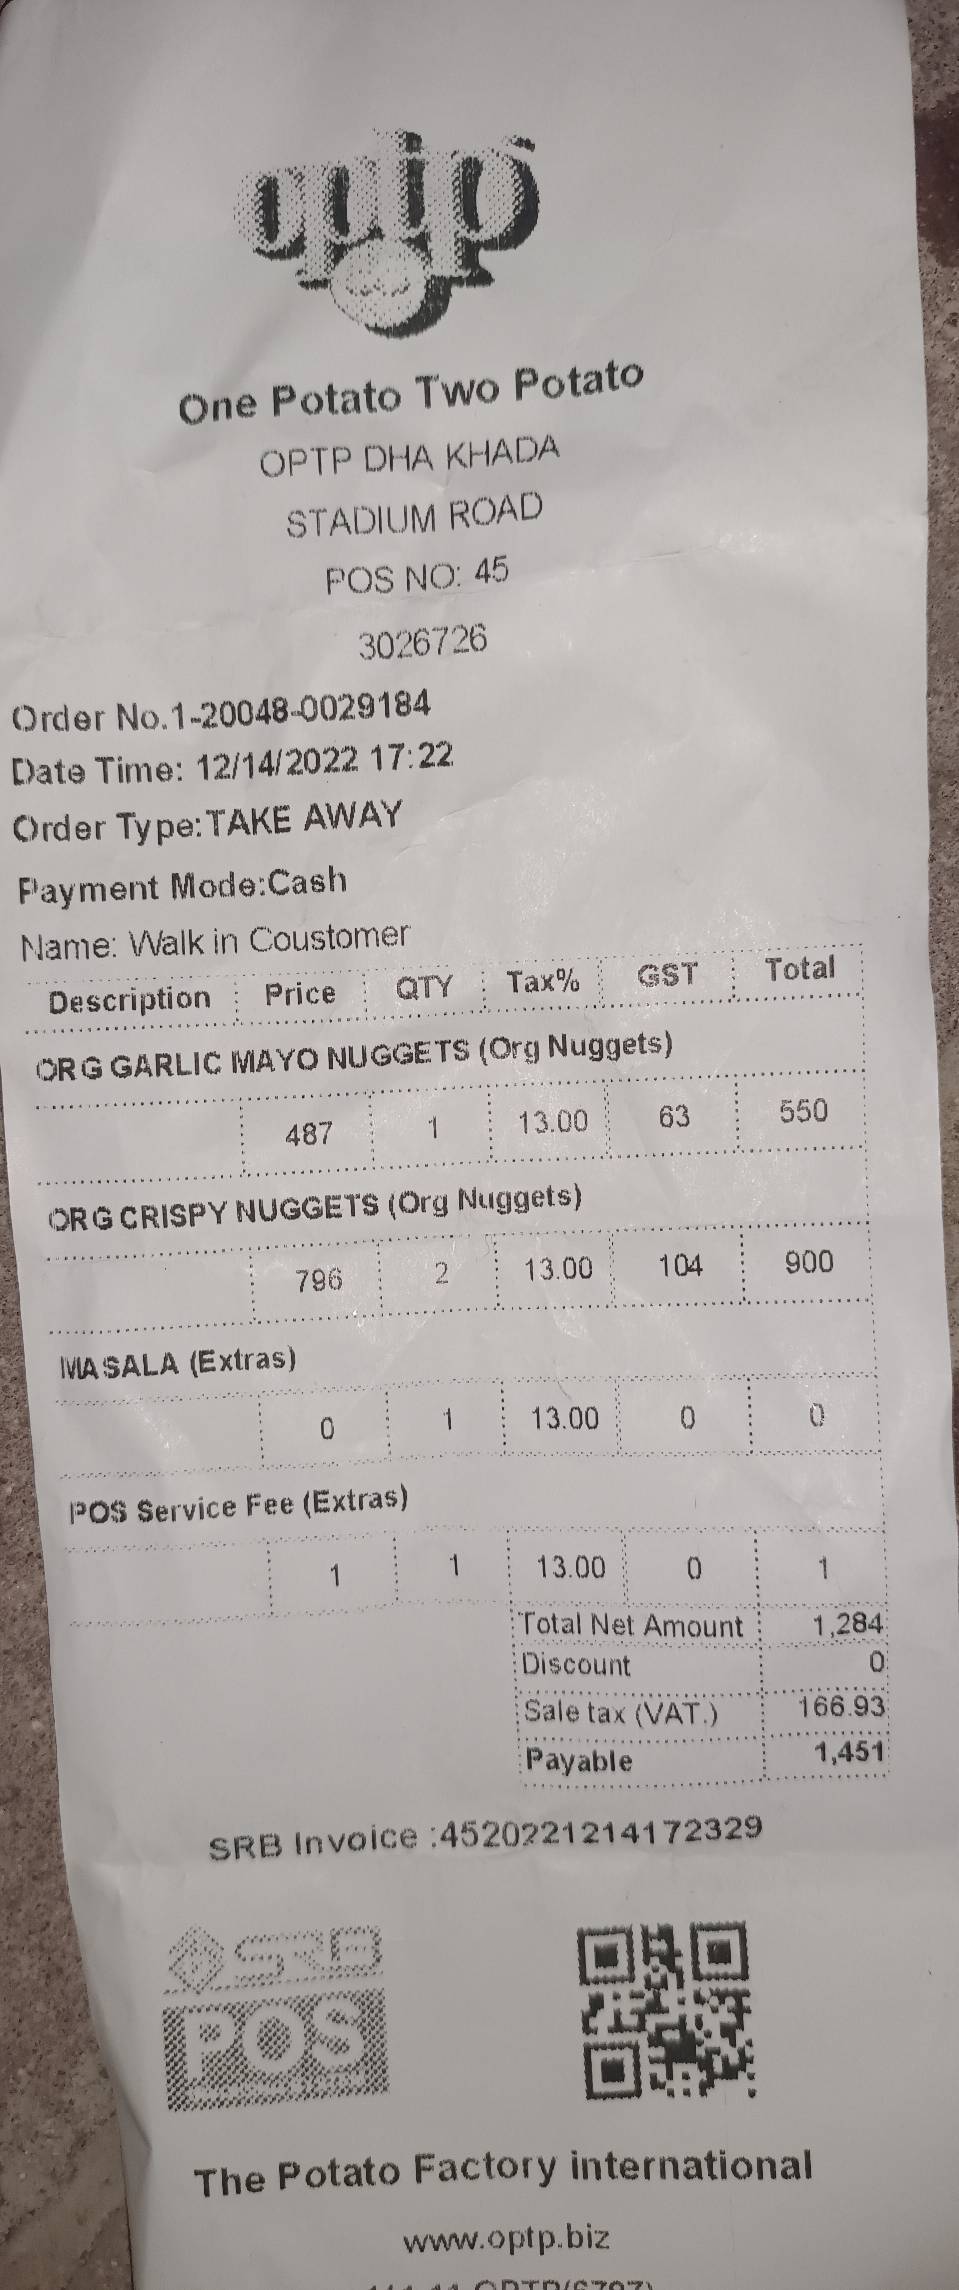 optp
One Potato Two Potato
OPTP DHA KHADA
STADIUM ROAD
POS NO: 45
3026726
Order No.1-20048-0029184
Date Time: 12/14/2022 17:22
Order Type:TAKE AWAY
Payment Mode:Cash
Name: Walk in Coustomer
Description Price QTY Tax% GST Total
ORG GARLIC MAYO NUGGETS (Org Nuggets)
487 1 13.00 63 550
ORG CRISPY NUGGETS (Org Nuggets)
796 2 13.00 104 900
MASALA (Extras)
0 1 13.00 0 0
POS Service Fee (Extras)
1 1 13.00 0 1
Total Net Amount 1,284
Discount 0
Sale tax (VAT.) 166.93
Payable 1,451
SRB Invoice :4520221214172329
SRB
POS
The Potato Factory international
www.optp.biz